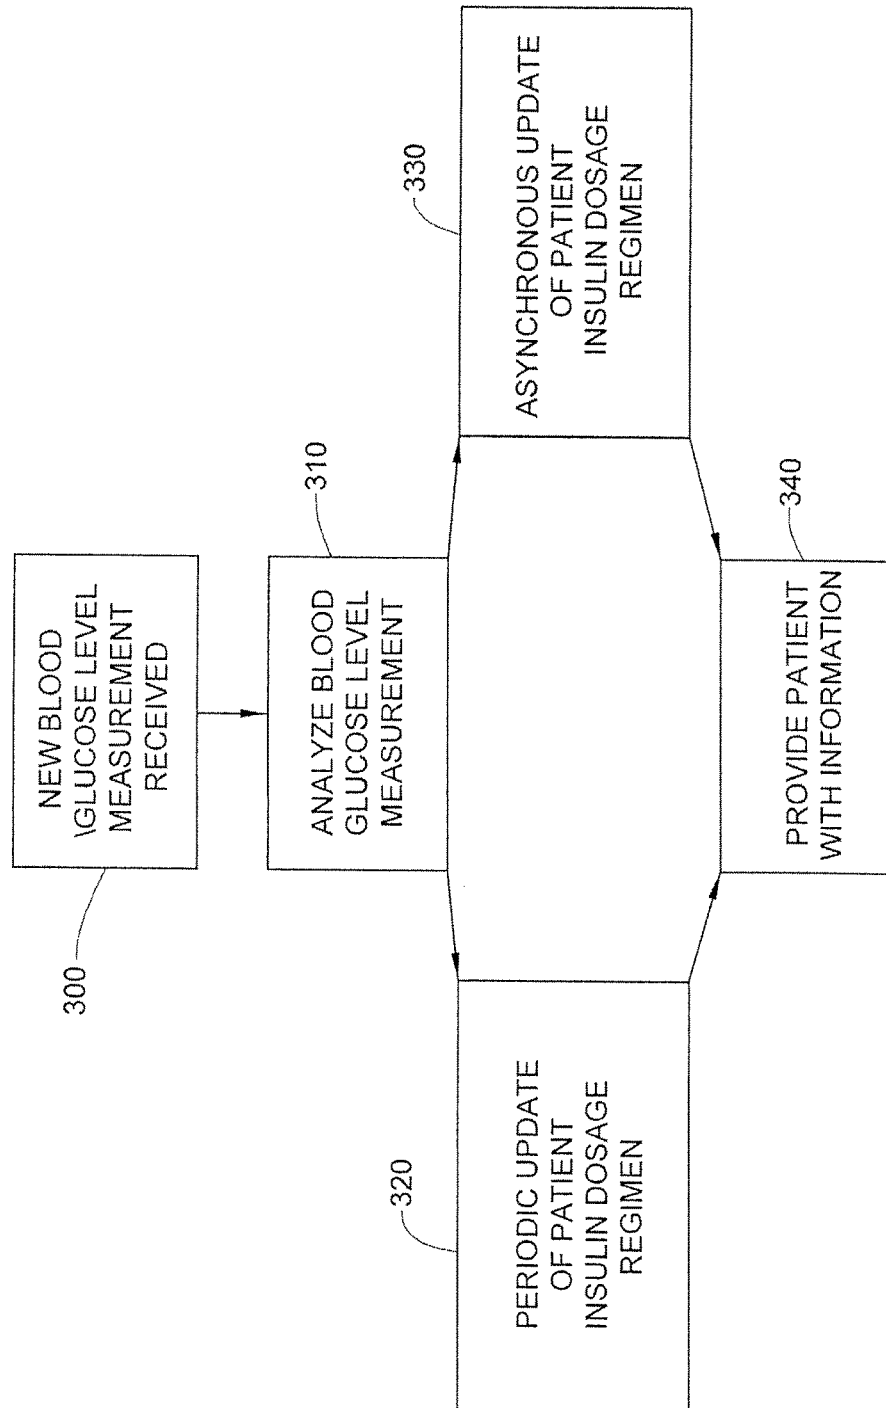 300
NEW BLOOD
\GLUCOSE LEVEL
MEASUREMENT
RECEIVED
310
ANALYZE BLOOD
GLUCOSE LEVEL
MEASUREMENT
320
PERIODIC UPDATE
OF PATIENT
INSULIN DOSAGE
REGIMEN
330
ASYNCHRONOUS UPDATE
OF PATIENT
INSULIN DOSAGE
REGIMEN
340
PROVIDE PATIENT
WITH INFORMATION